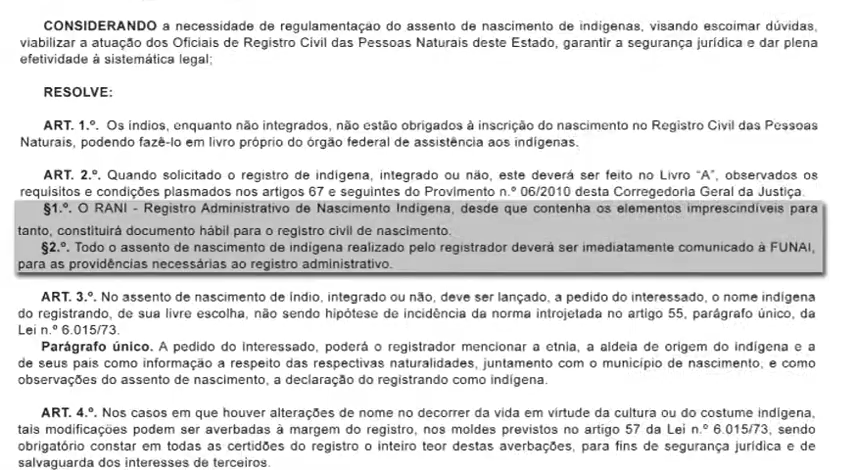 CONSIDERANDO a necessidade de regulamentação do assento de nascimento de indígenas, visando escoimar dúvidas,
viabilizar a atuação dos Oficiais de Registro Civil das Pessoas Naturais deste Estado, garantir a segurança jurídica e dar plena
efetividade à sistemática legal;
RESOLVE:
ART. 1.º. Os índios, enquanto não integrados, não estão obrigados à inscrição do nascimento no Registro Civil das Pessoas
Naturais, podendo fazê-lo em livro próprio do órgão federal de assistência aos indígenas.
ART. 2.º. Quando solicitado o registro de indígena, integrado ou não, este deverá ser feito no Livro "A", observados os
requisitos e condições plasmados nos artigos 67 e seguintes do Provimento n.º 06/2010 desta Corregedoria Geral da Justiça.
§1.º. O RANI - Registro Administrativo de Nascimento Indígena, desde que contenha os elementos imprescindíveis para
tanto, constituirá documento hábil para o registro civil de nascimento.
§2.º. Todo o assento de nascimento de indígena realizado pelo registrador deverá ser imediatamente comunicado à FUNAI,
para as providências necessárias ao registro administrativo.
ART. 3.º. No assento de nascimento de índio, integrado ou não, deve ser lançado, a pedido do interessado, o nome indígena
do registrando, de sua livre escolha, não sendo hipótese de incidência da norma introjetada no artigo 55, parágrafo único, da
Lei n.º 6.015/73.
Parágrafo único. A pedido do interessado, poderá o registrador mencionar a etnia, a aldeia de origem do indígena e a
de seus pais como informação a respeito das respectivas naturalidades, juntamento com o município de nascimento, e como
observações do assento de nascimento, a declaração do registrando como indígena.
ART. 4.º. Nos casos em que houver alterações de nome no decorrer da vida em virtude da cultura ou do costume indígena,
tais modificações podem ser averbadas à margem do registro, nos moldes previstos no artigo 57 da Lei n.º 6.015/73, sendo
obrigatório constar em todas as certidões do registro o inteiro teor destas averbações, para fins de segurança jurídica e de
salvaguarda dos interesses de terceiros.